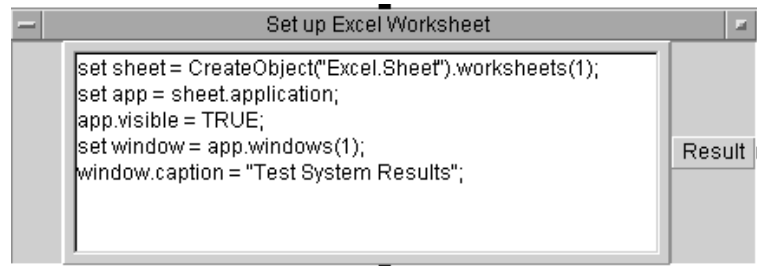 Set up Excel Worksheet
set sheet = CreateObject("Excel.Sheet").worksheets(1);
set app = sheet.application;
app.visible = TRUE;
set window = app.windows(1);
window.caption = "Test System Results";
Result